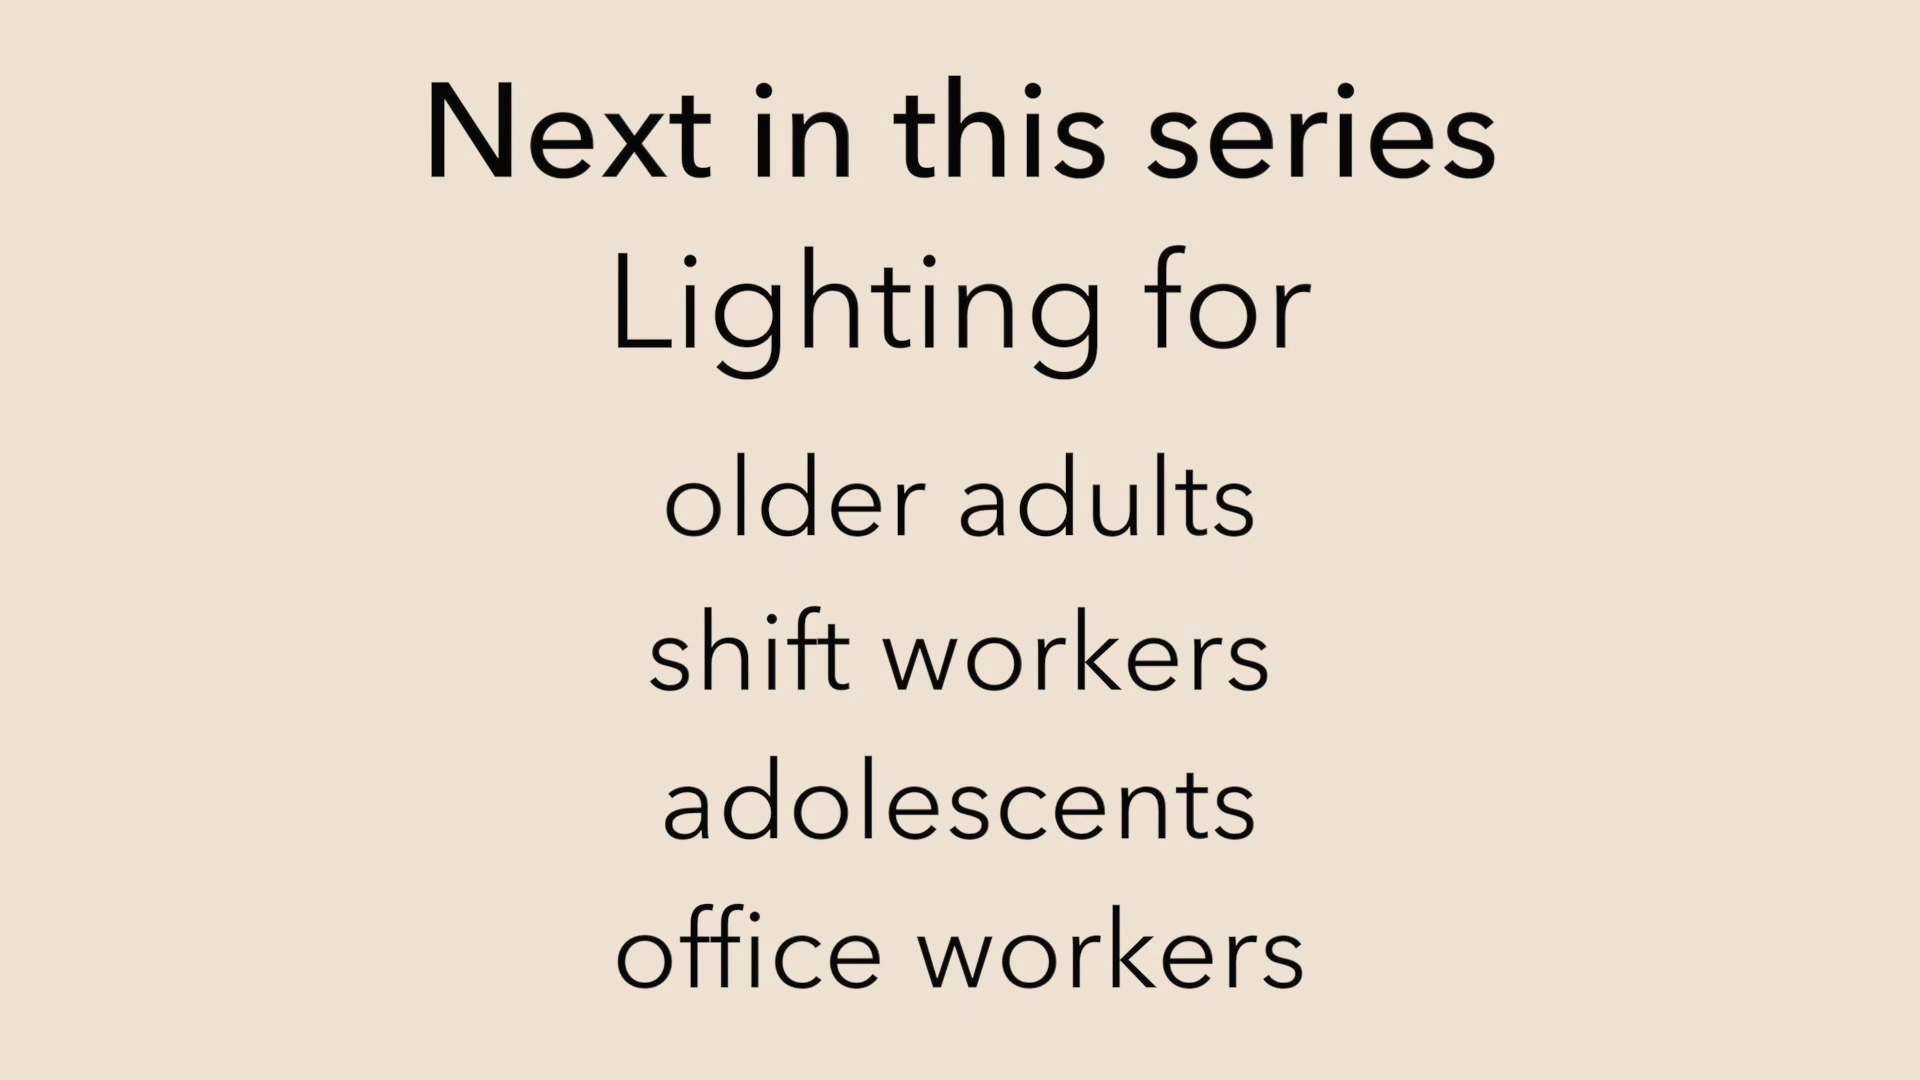 Next in this series
Lighting for
older adults
shift workers
adolescents
office workers